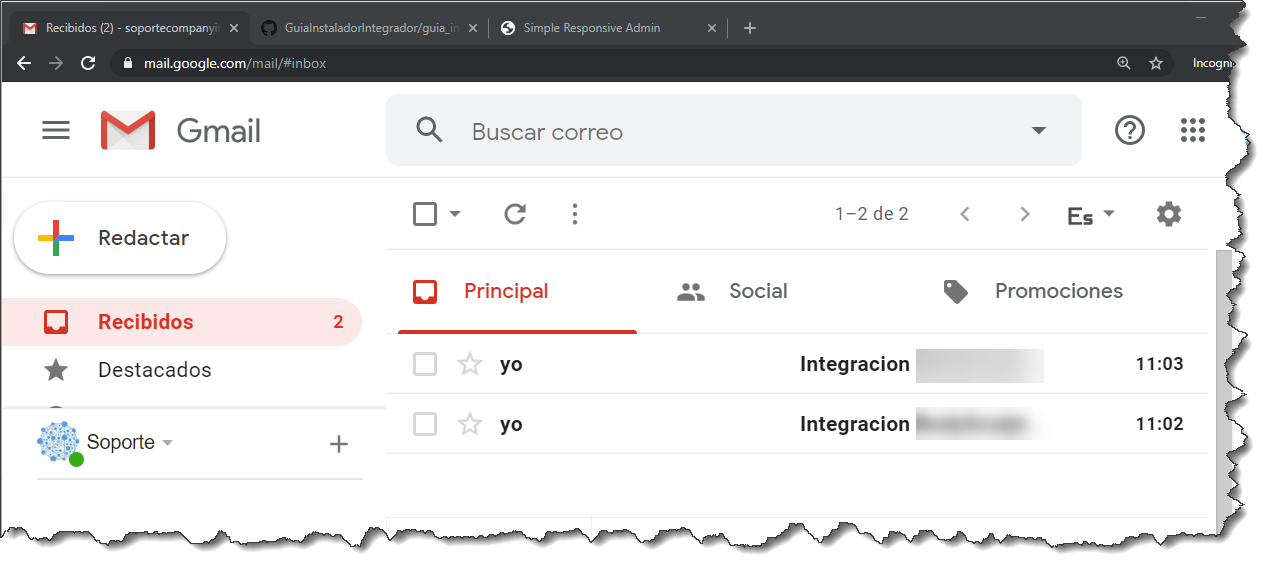 Recibidos (2) - soportecompanyi
GuiaInstaladorIntegrador/guia_in
Simple Responsive Admin
mail.google.com/mail/#inbox
Incogni
Gmail
Buscar correo
Redactar
1–2 de 2
Es
Principal
Social
Promociones
Recibidos 2
Destacados
yo Integracion 11:03
yo Integracion 11:02
Soporte